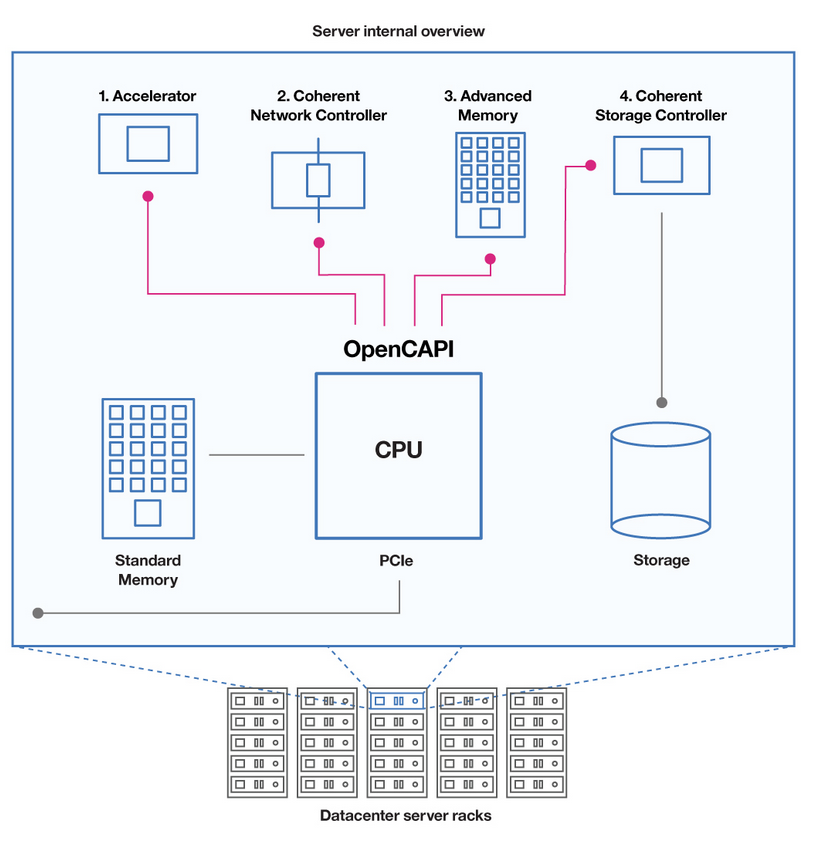 Server internal overview
1. Accelerator
2. Coherent
Network Controller
3. Advanced
Memory
4. Coherent
Storage Controller
OpenCAPI
CPU
Standard
Memory
PCIe
Storage
Datacenter server racks